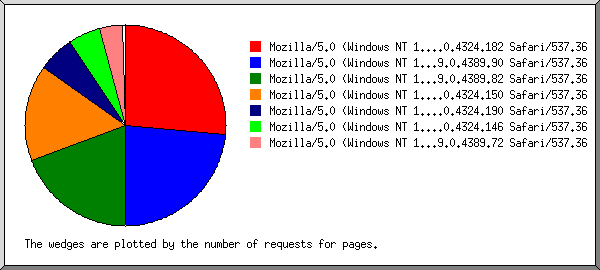 Mozilla/5.0 (Windows NT 1....0.4324.182 Safari/537.36
Mozilla/5.0 (Windows NT 1...9.0.4389.90 Safari/537.36
Mozilla/5.0 (Windows NT 1...9.0.4389.82 Safari/537.36
Mozilla/5.0 (Windows NT 1....0.4324.150 Safari/537.36
Mozilla/5.0 (Windows NT 1....0.4324.190 Safari/537.36
Mozilla/5.0 (Windows NT 1....0.4324.146 Safari/537.36
Mozilla/5.0 (Windows NT 1...9.0.4389.72 Safari/537.36
The wedges are plotted by the number of requests for pages.